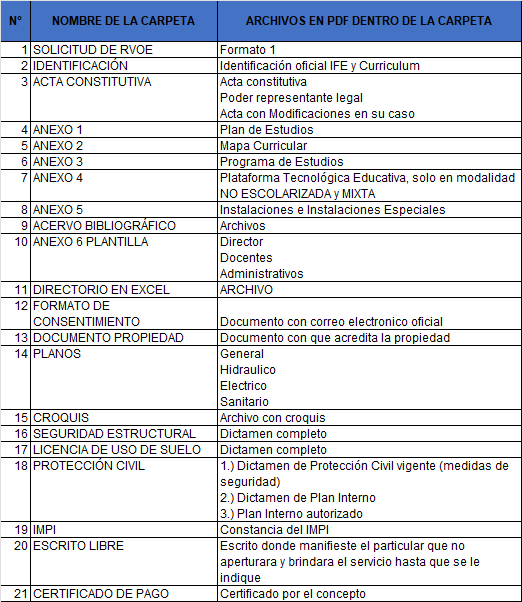 N° NOMBRE DE LA CARPETA ARCHIVOS EN PDF DENTRO DE LA CARPETA
1 SOLICITUD DE RVOE Formato 1
2 IDENTIFICACIÓN Identificación oficial IFE y Curriculum
3 ACTA CONSTITUTIVA Acta constitutiva
Poder representante legal
Acta con Modificaciones en su caso
4 ANEXO 1 Plan de Estudios
5 ANEXO 2 Mapa Curricular
6 ANEXO 3 Programa de Estudios
7 ANEXO 4 Plataforma Tecnológica Educativa, solo en modalidad
NO ESCOLARIZADA y MIXTA
8 ANEXO 5 Instalaciones e Instalaciones Especiales
9 ACERVO BIBLIOGRÁFICO Archivos
10 ANEXO 6 PLANTILLA Director
Docentes
Administrativos
11 DIRECTORIO EN EXCEL ARCHIVO
12 FORMATO DE
CONSENTIMIENTO Documento con correo electronico oficial
13 DOCUMENTO PROPIEDAD Documento con que acredita la propiedad
14 PLANOS General
Hidraulico
Electrico
Sanitario
15 CROQUIS Archivo con croquis
16 SEGURIDAD ESTRUCTURAL Dictamen completo
17 LICENCIA DE USO DE SUELO Dictamen completo
18 PROTECCIÓN CIVIL 1.) Dictamen de Protección Civil vigente (medidas de
seguridad)
2.) Dictamen de Plan Interno
3.) Plan Interno autorizado
19 IMPI Constancia del IMPI
20 ESCRITO LIBRE Escrito donde manifieste el particular que no
aperturara y brindara el servicio hasta que se le
indique
21 CERTIFICADO DE PAGO Certificado por el concepto